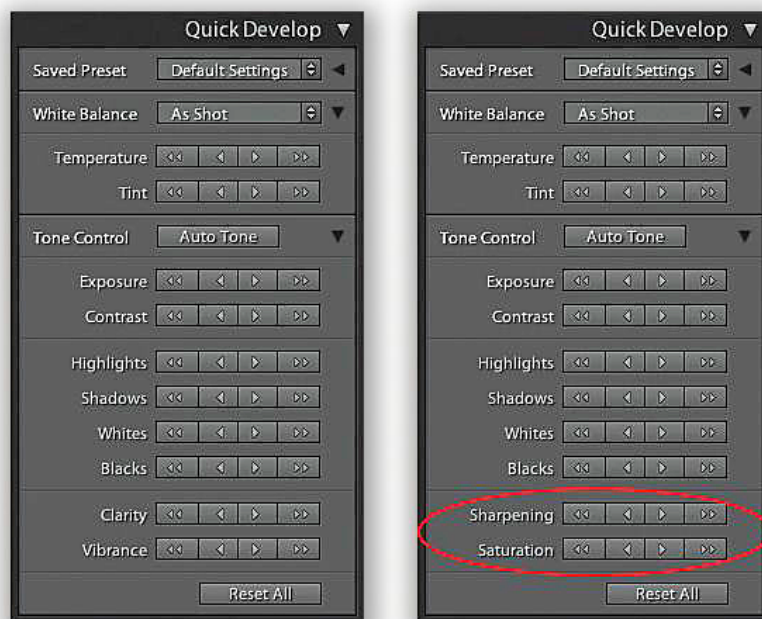 Quick Develop
Saved Preset Default Settings
White Balance As Shot
Temperature
Tint
Tone Control Auto Tone
Exposure
Contrast
Highlights
Shadows
Whites
Blacks
Clarity
Vibrance
Reset All
Quick Develop
Saved Preset Default Settings
White Balance As Shot
Temperature
Tint
Tone Control Auto Tone
Exposure
Contrast
Highlights
Shadows
Whites
Blacks
Sharpening
Saturation
Reset All